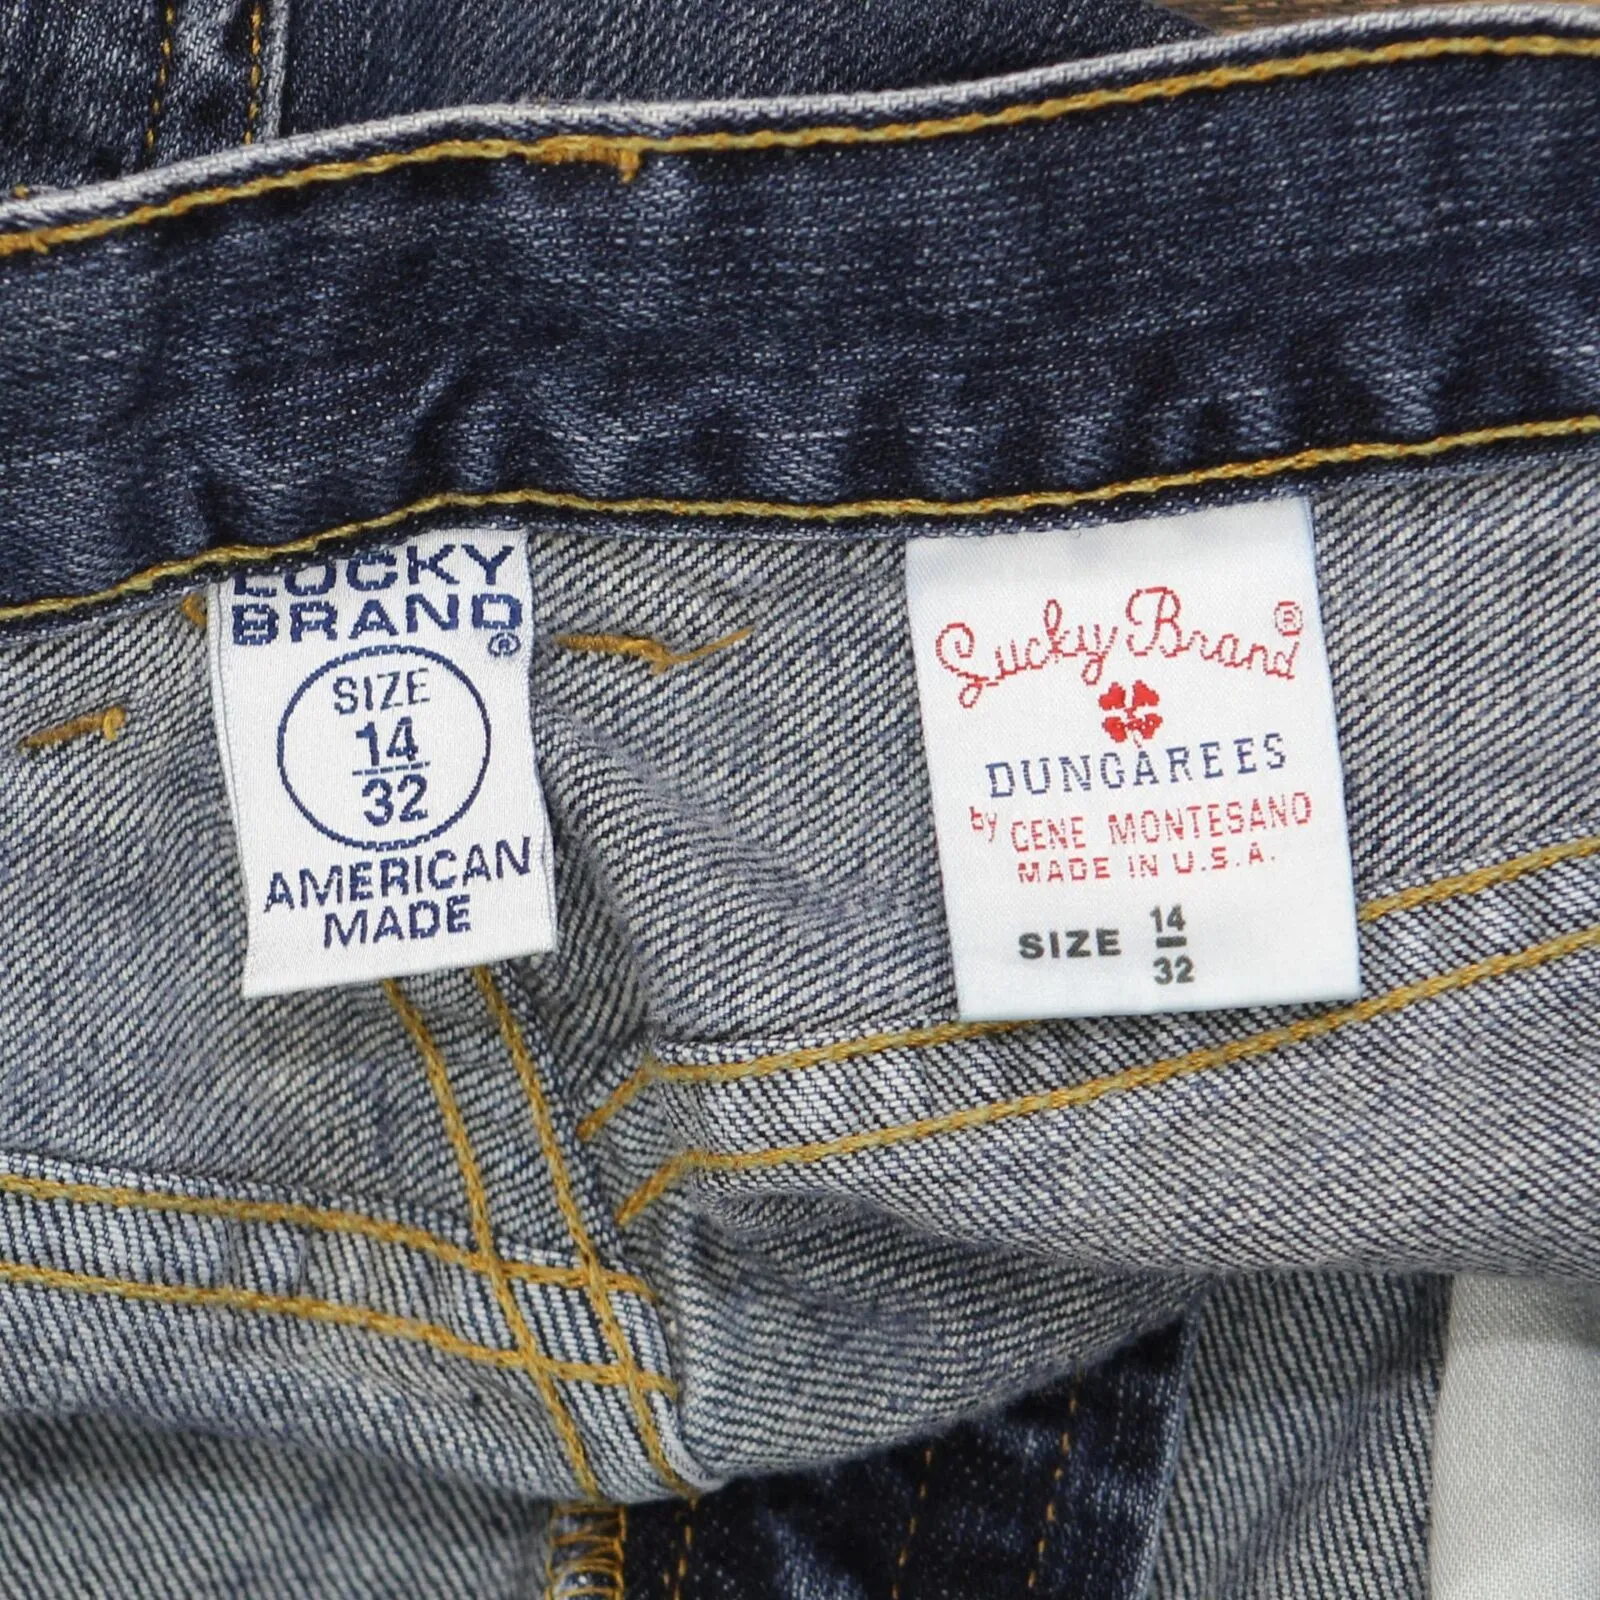 LUCKY
BRAND®
SIZE
14
32
AMERICAN
MADE
Lucky Brand®
DUNGAREES
by GENE MONTESANO
MADE IN U.S.A.
SIZE 14
32